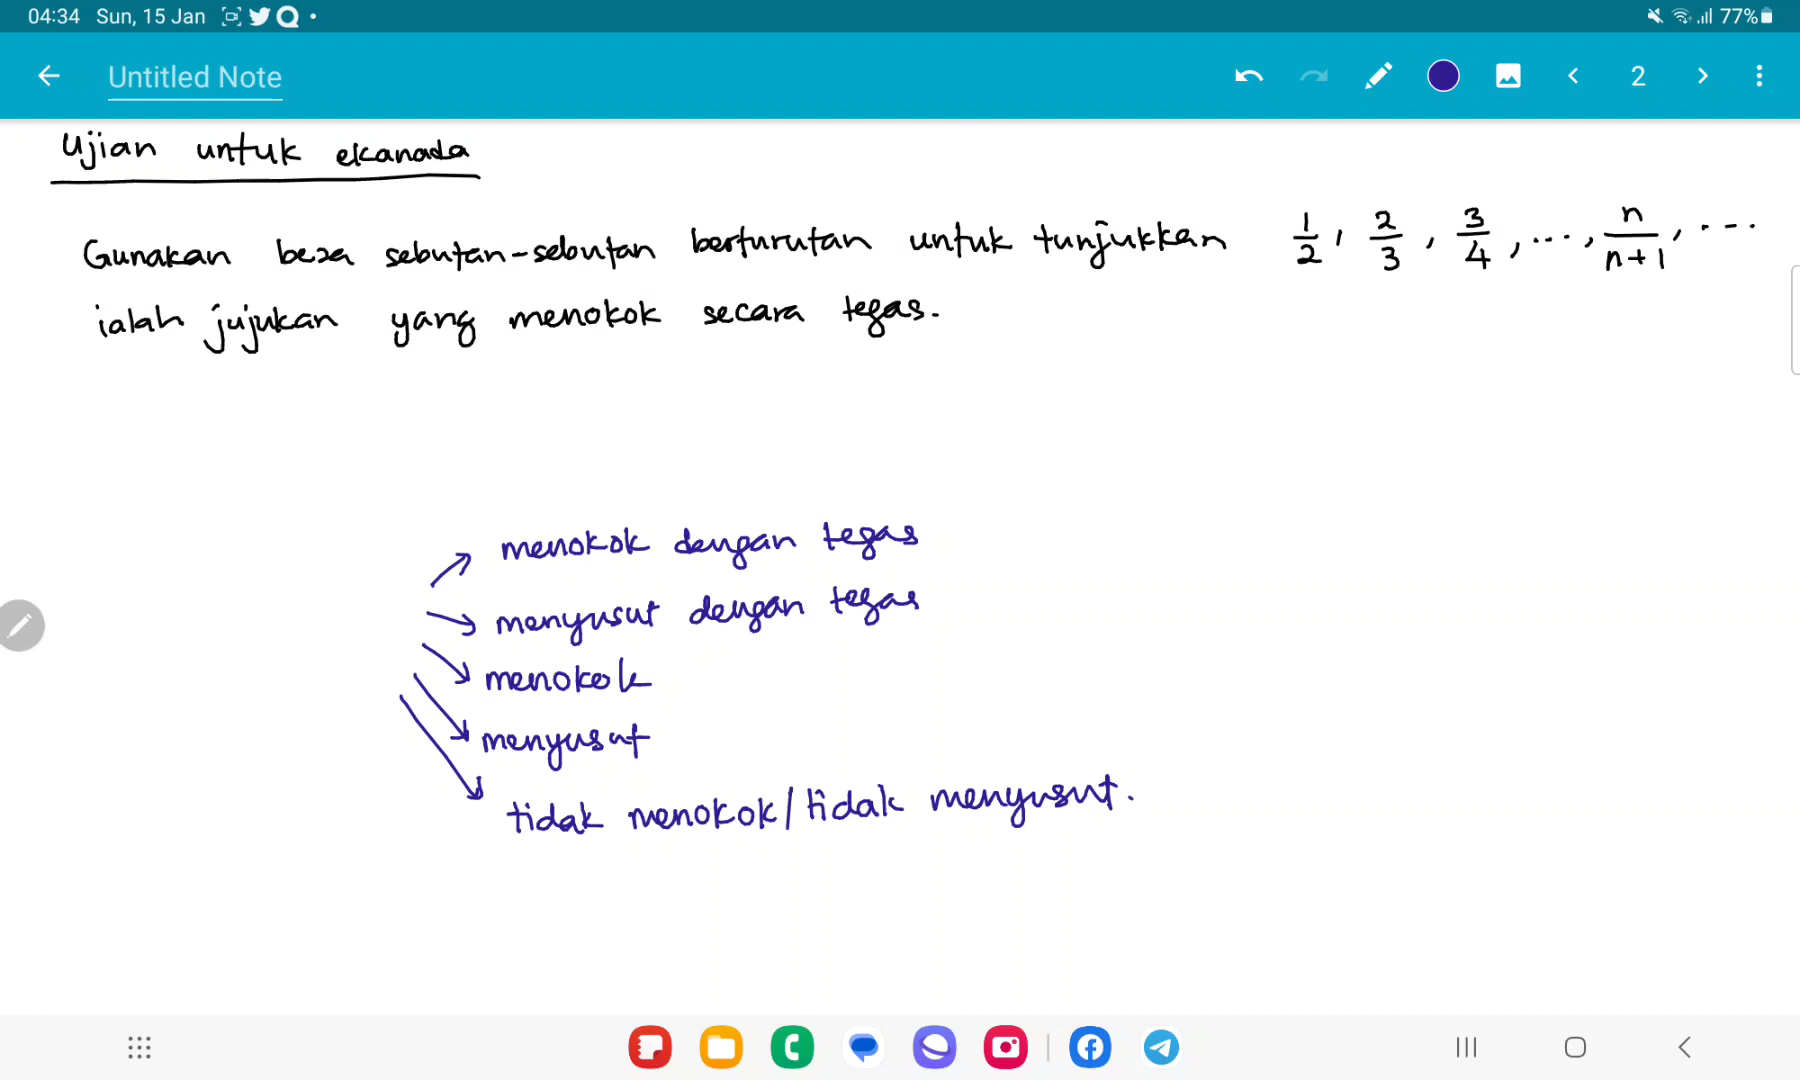 04:34 Sun, 15 Jan 77%
Untitled Note 2
Ujian untuk ekanada
Gunakan beza sebutan-sebutan berturutan untuk tunjukkan 1/2, 2/3, 3/4, ..., n/n+1, ...
ialah jujukan yang menokok secara tegas.
menokok dengan tegas
menyusut dengan tegas
menokok
menyusut
tidak menokok/tidak menyusut.